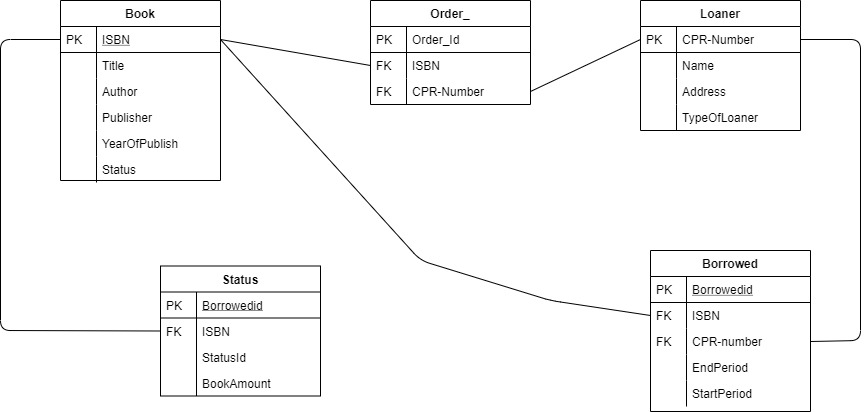 Book
PK ISBN
Title
Author
Publisher
YearOfPublish
Status
Order_
PK Order_Id
FK ISBN
FK CPR-Number
Loaner
PK CPR-Number
Name
Address
TypeOfLoaner
Status
PK Borrowedid
FK ISBN
StatusId
BookAmount
Borrowed
PK Borrowedid
FK ISBN
FK CPR-number
EndPeriod
StartPeriod